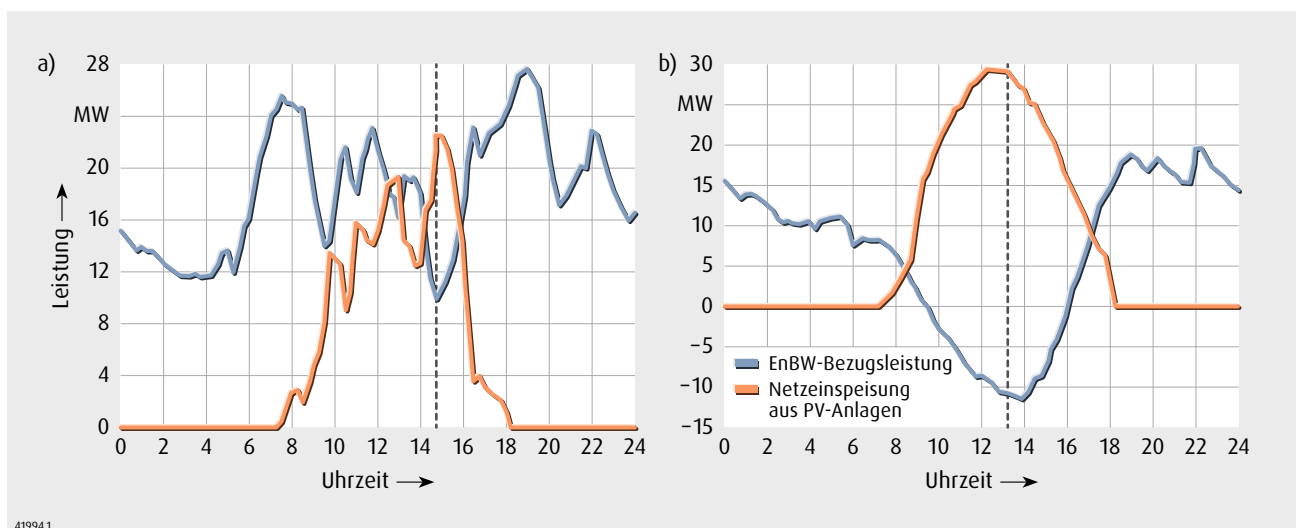 a)
28
MW
20
16
12
8
4
0
Leistung
0 2 4 6 8 10 12 14 16 18 20 22 24
Uhrzeit
b)
30
MW
20
15
10
5
0
–5
–10
–15
EnBW-Bezugsleistung
Netzeinspeisung
aus PV-Anlagen
0 2 4 6 8 10 12 14 16 18 20 22 24
Uhrzeit
41994.1